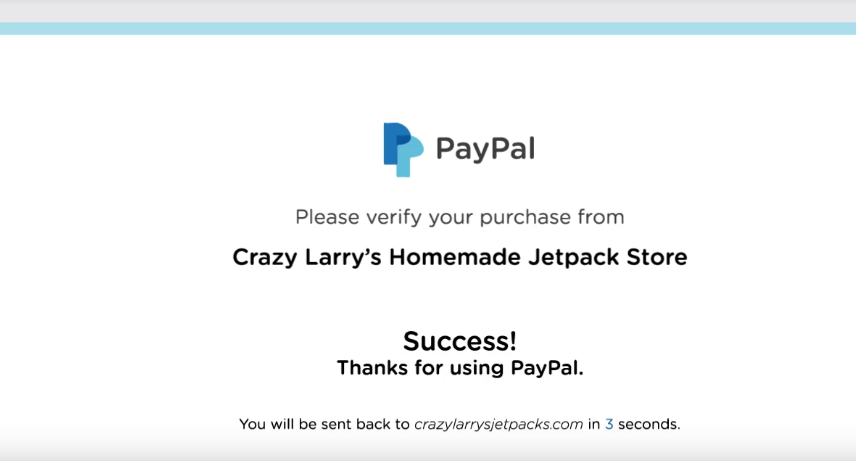 PayPal
Please verify your purchase from
Crazy Larry's Homemade Jetpack Store
Success!
Thanks for using PayPal.
You will be sent back to crazylarrysjetpacks.com in 3 seconds.